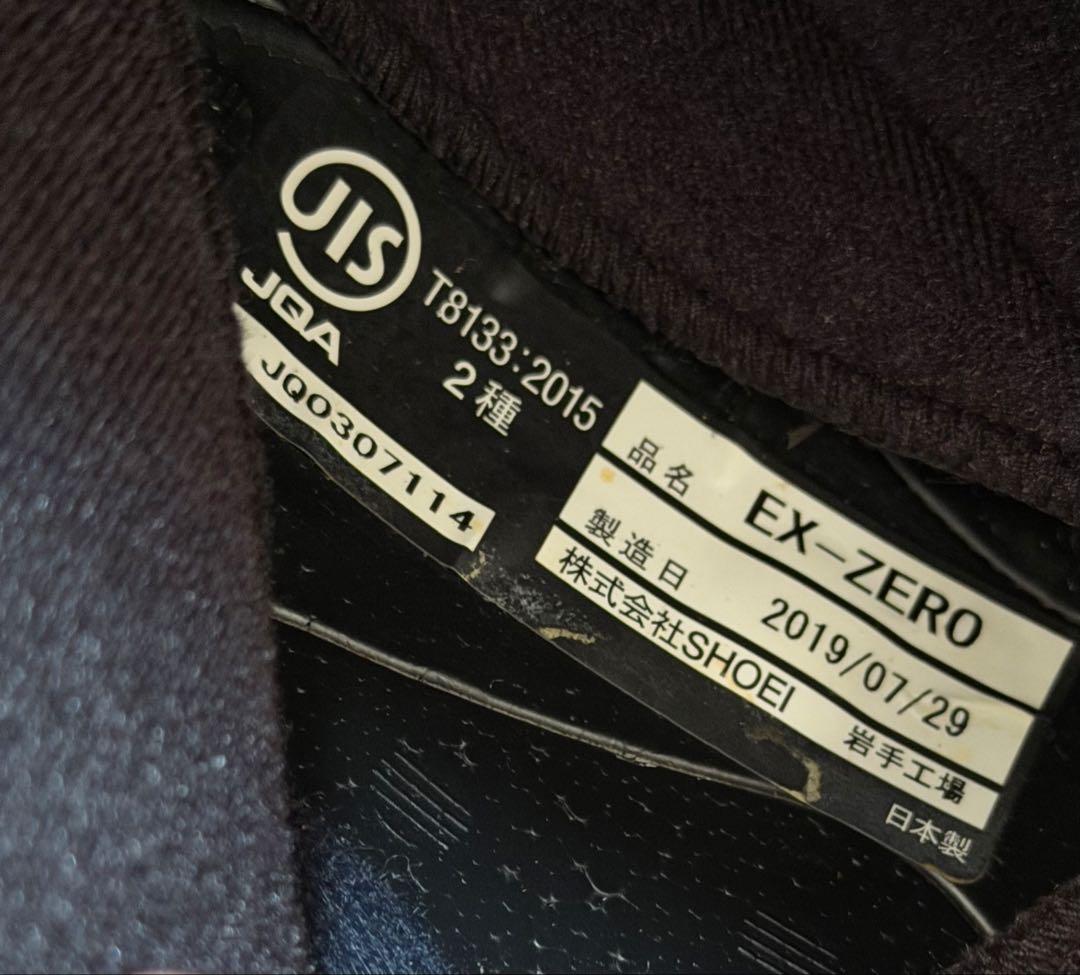 JIS
JQA
T8133:2015
2種
JQ0307114
品名 EX-ZERO
製造日 2019/07/29
株式会社SHOEI 岩手工場
日本製